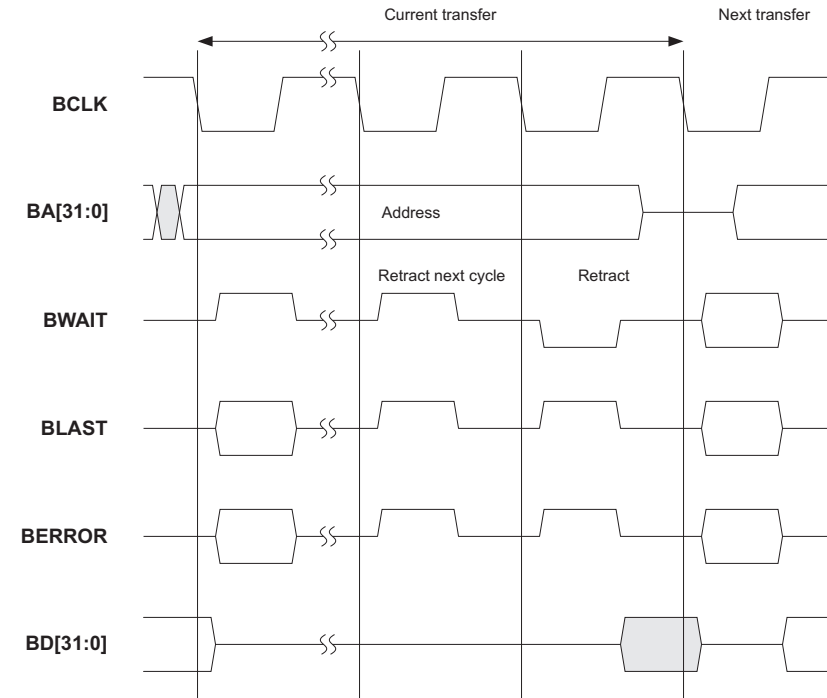 Current transfer Next transfer
BCLK
BA[31:0] Address
Retract next cycle Retract
BWAIT
BLAST
BERROR
BD[31:0]